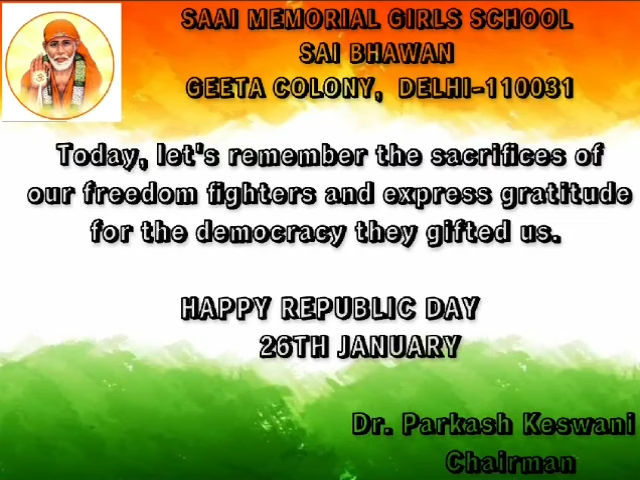 SAAI MEMORIAL GIRLS SCHOOL
SAI BHAWAN
GEETA COLONY, DELHI-110031
Today, let's remember the sacrifices of
our freedom fighters and express gratitude
for the democracy they gifted us.
HAPPY REPUBLIC DAY
26TH JANUARY
Dr. Parkash Keswani
Chairman